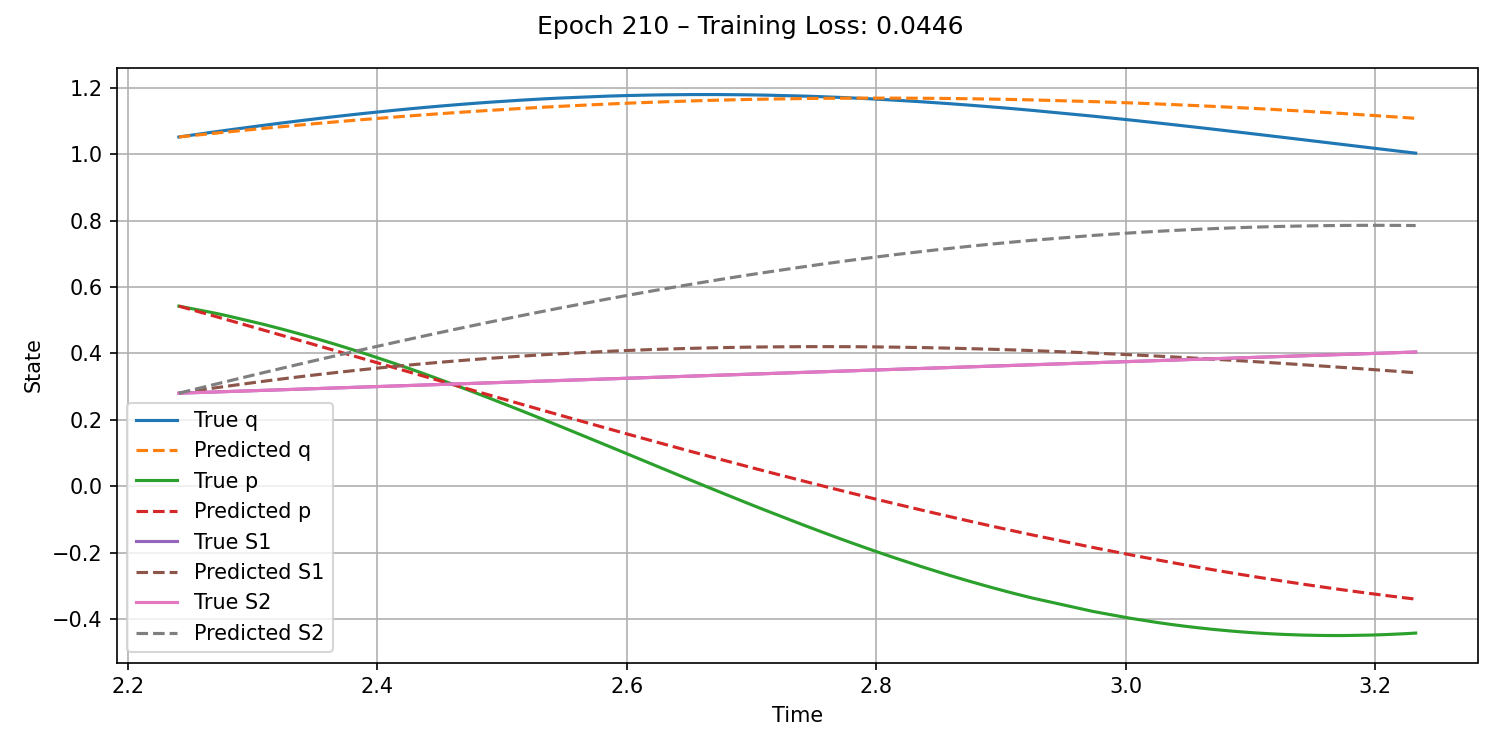 Epoch 210 – Training Loss: 0.0446
1.2
1.0
0.8
0.6
0.4
0.2
0.0
−0.2
−0.4
State
True q
Predicted q
True p
Predicted p
True S1
Predicted S1
True S2
Predicted S2
2.2 2.4 2.6 2.8 3.0 3.2
Time